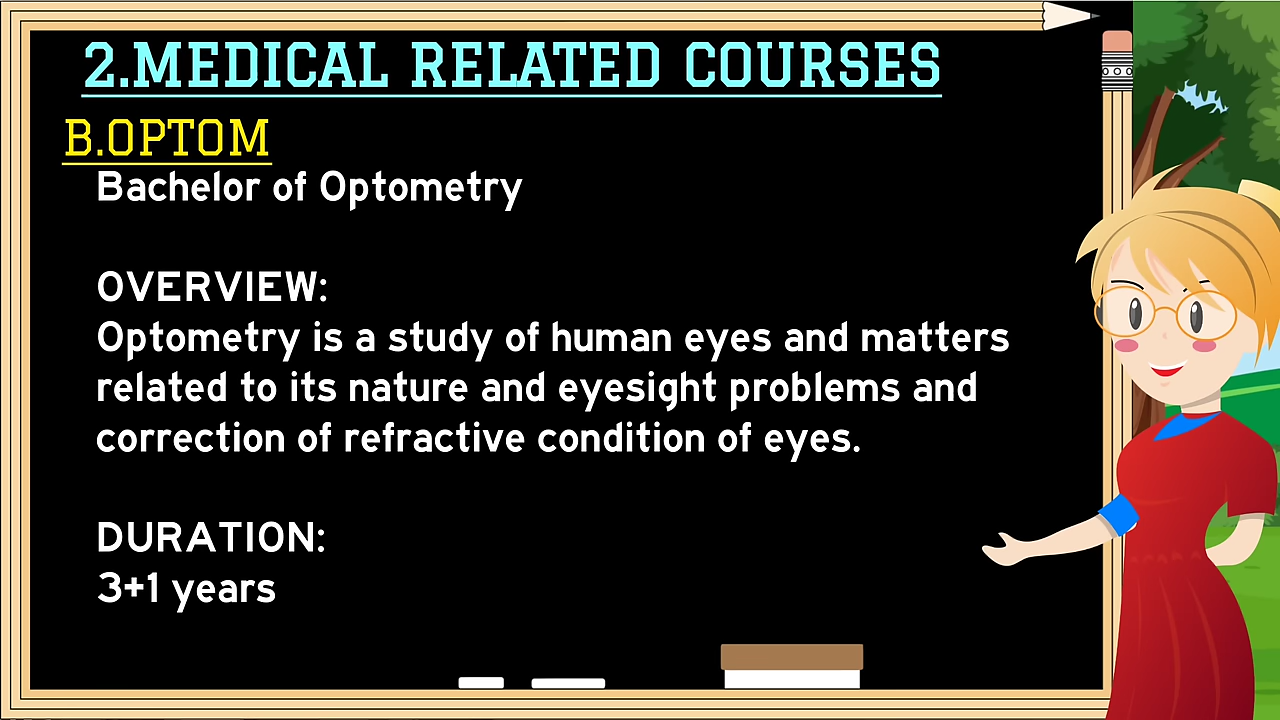 2.MEDICAL RELATED COURSES
B.OPTOM
Bachelor of Optometry
OVERVIEW:
Optometry is a study of human eyes and matters
related to its nature and eyesight problems and
correction of refractive condition of eyes.
DURATION:
3+1 years